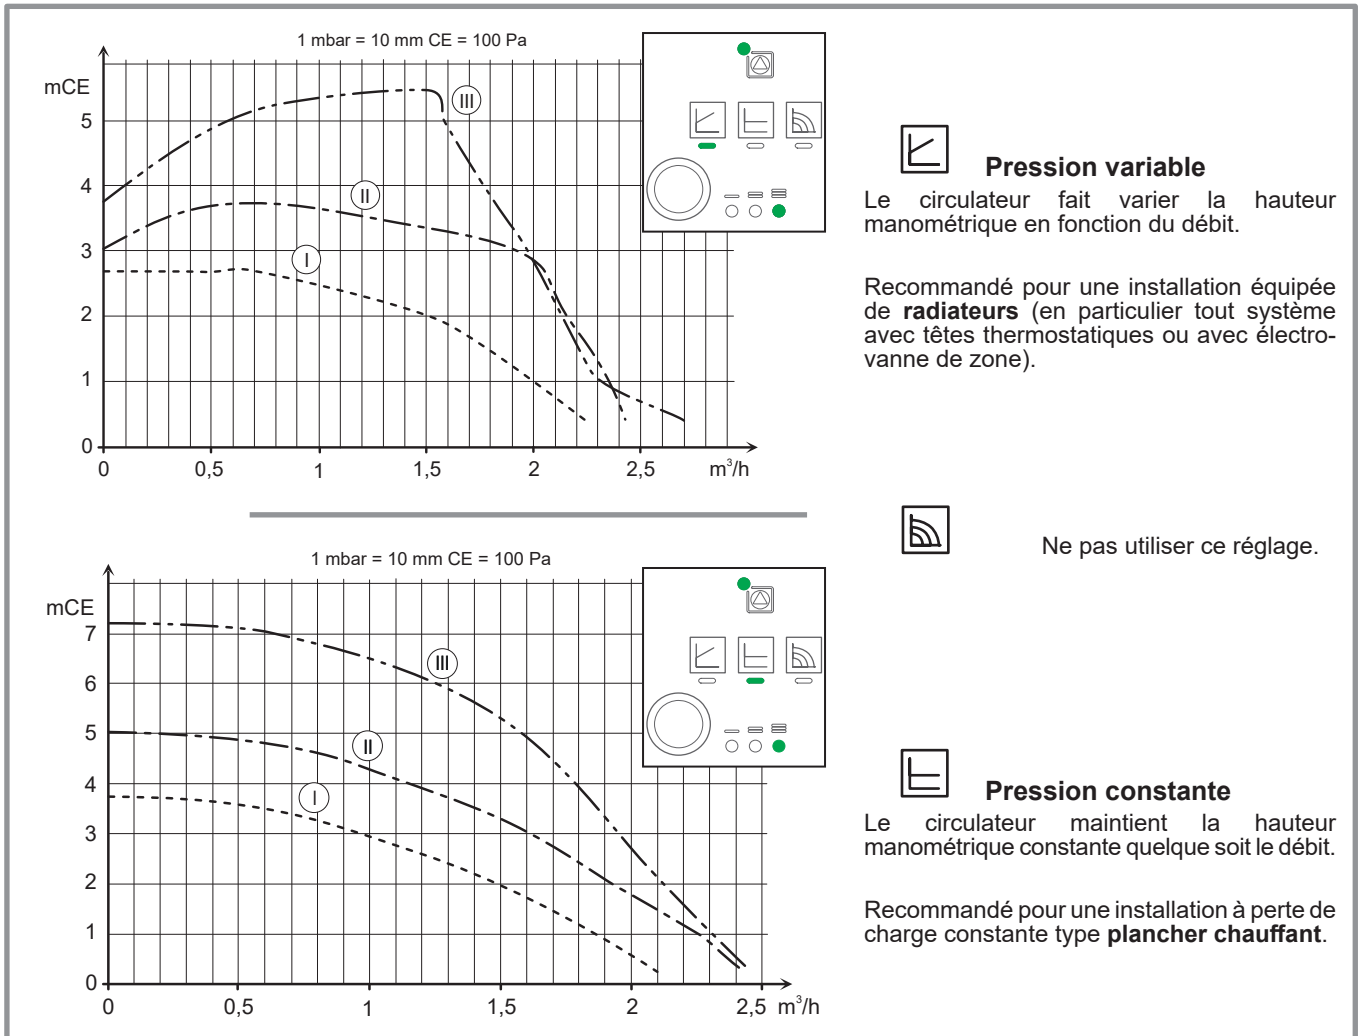 1 mbar = 10 mm CE = 100 Pa
mCE
5
4
3
2
1
0
III
II
I
0
0,5
1
1,5
2
2,5
m³/h
Pression variable
Le circulateur fait varier la hauteur
manométrique en fonction du débit.
Recommandé pour une installation équipée
de radiateurs (en particulier tout système
avec têtes thermostatiques ou avec électro-
vanne de zone).
Ne pas utiliser ce réglage.
1 mbar = 10 mm CE = 100 Pa
mCE
7
6
5
4
3
2
1
0
III
II
I
0
0,5
1
1,5
2
2,5
m³/h
Pression constante
Le circulateur maintient la hauteur
manométrique constante quelque soit le débit.
Recommandé pour une installation à perte de
charge constante type plancher chauffant.